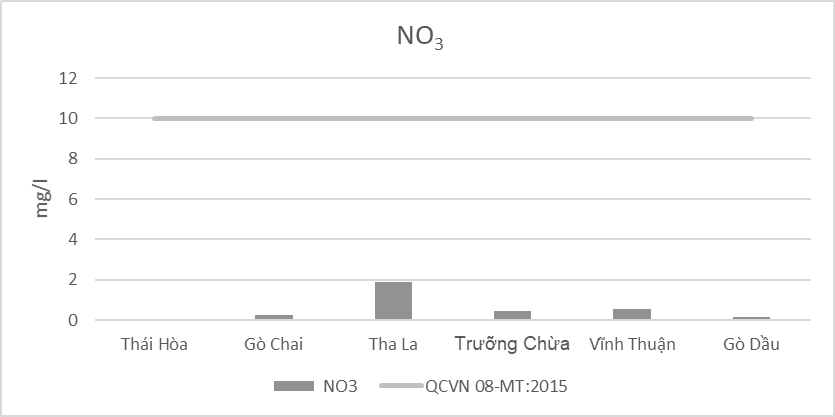 NO₃
12
10
8
6
4
2
0
mg/l
Thái Hòa Gò Chai Tha La Trưỡng Chừa Vĩnh Thuận Gò Dầu
NO3 QCVN 08-MT:2015